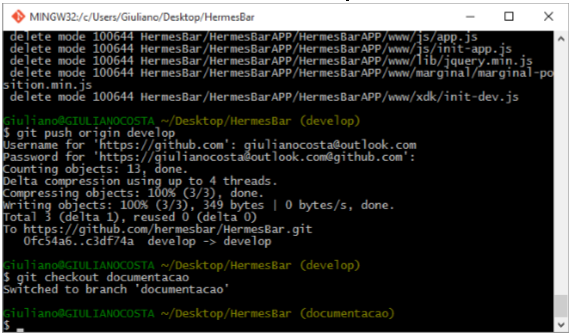 MINGW32:/c/Users/Giuliano/Desktop/HermesBar
delete mode 100644 HermesBar/HermesBarAPP/HermesBarAPP/www/js/app.js
delete mode 100644 HermesBar/HermesBarAPP/HermesBarAPP/www/js/init-app.js
delete mode 100644 HermesBar/HermesBarAPP/HermesBarAPP/www/lib/jquery.min.js
delete mode 100644 HermesBar/HermesBarAPP/HermesBarAPP/www/marginal/marginal-po
sition.min.js
delete mode 100644 HermesBar/HermesBarAPP/HermesBarAPP/www/xdk/init-dev.js
Giuliano@GIULIANOCOSTA ~/Desktop/HermesBar (develop)
$ git push origin develop
Username for 'https://github.com': giulianocosta@outlook.com
Password for 'https://giulianocosta@outlook.com@github.com':
Counting objects: 13, done.
Delta compression using up to 4 threads.
Compressing objects: 100% (3/3), done.
Writing objects: 100% (3/3), 349 bytes | 0 bytes/s, done.
Total 3 (delta 1), reused 0 (delta 0)
To https://github.com/hermesbar/HermesBar.git
0fc54a6..c3df74a develop -> develop
Giuliano@GIULIANOCOSTA ~/Desktop/HermesBar (develop)
$ git checkout documentacao
Switched to branch 'documentacao'
Giuliano@GIULIANOCOSTA ~/Desktop/HermesBar (documentacao)
$